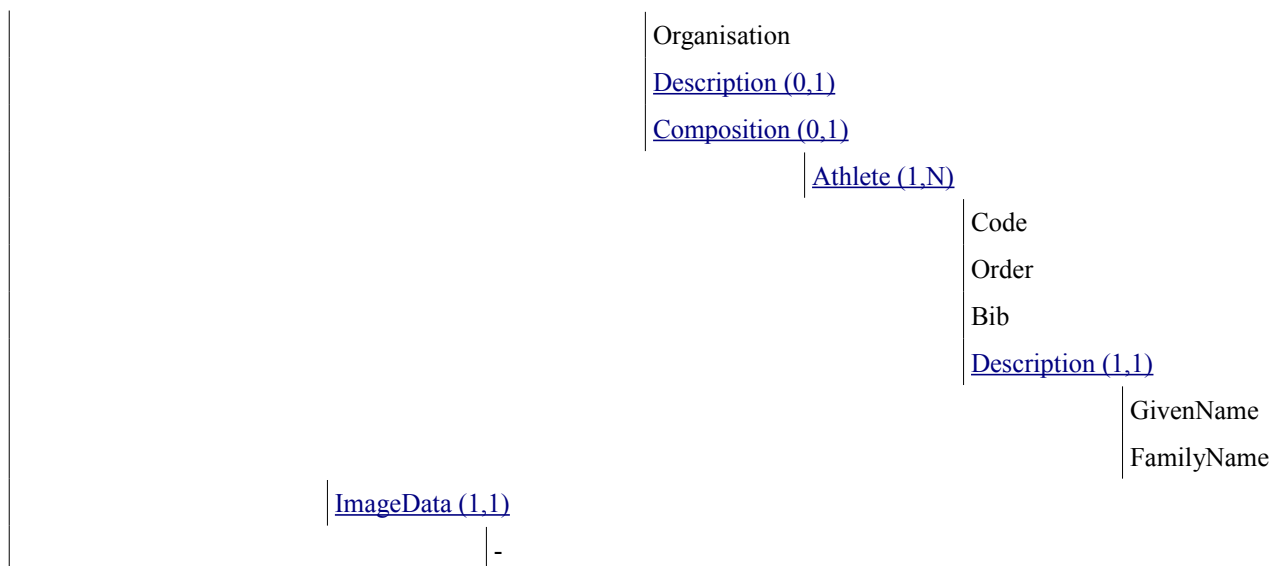 Organisation
Description (0,1)
Composition (0,1)
Athlete (1,N)
Code
Order
Bib
Description (1,1)
GivenName
FamilyName
ImageData (1,1)
-